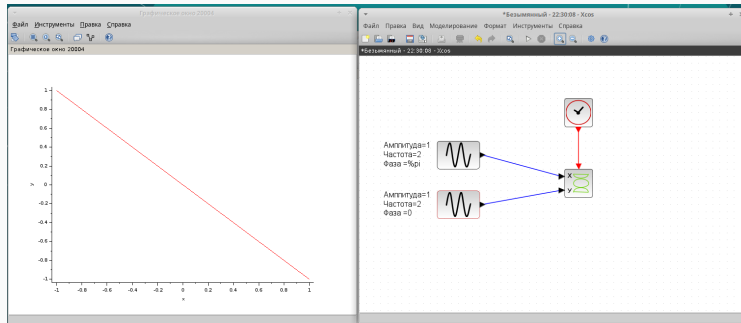 Графическое окно 20004
Файл Инструменты Правка Справка
Графическое окно 20004
1
0.8
0.6
0.4
0.2
0
-0.2
-0.4
-0.6
-0.8
-1
y
-1 -0.8 -0.6 -0.4 -0.2 0 0.2 0.4 0.6 0.8 1
x
*Безымянный - 22:30:08 - Xcos
Файл Правка Вид Моделирование Формат Инструменты Справка
*Безымянный - 22:30:08 - Xcos
Амплитуда=1
Частота=2
Фаза =%pi
Амплитуда=1
Частота=2
Фаза =0
X
У